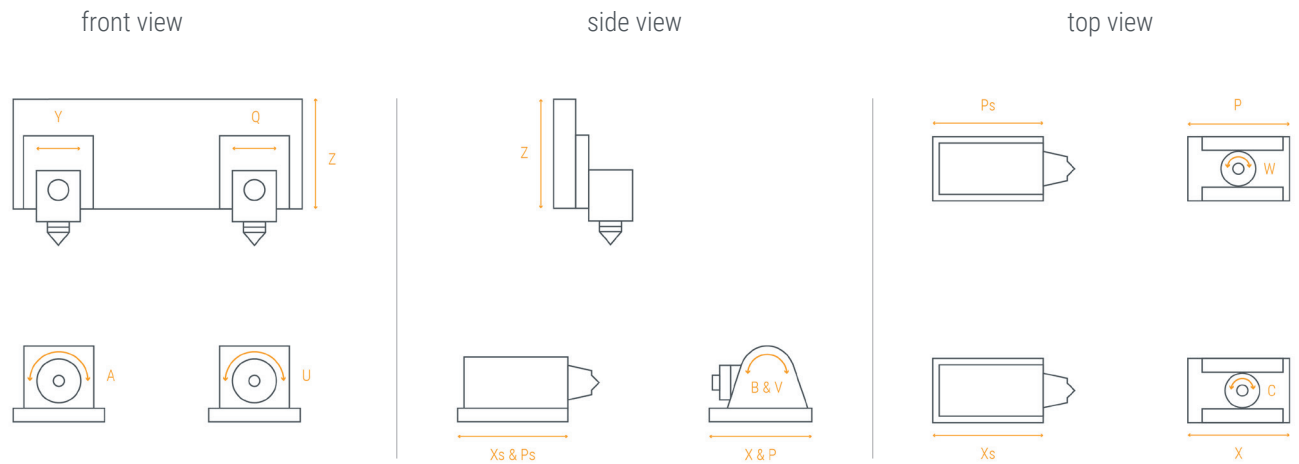 front view
side view
top view
Y
Q
Z
Z
Ps
P
W
A
U
B & V
C
Xs & Ps
X & P
Xs
X